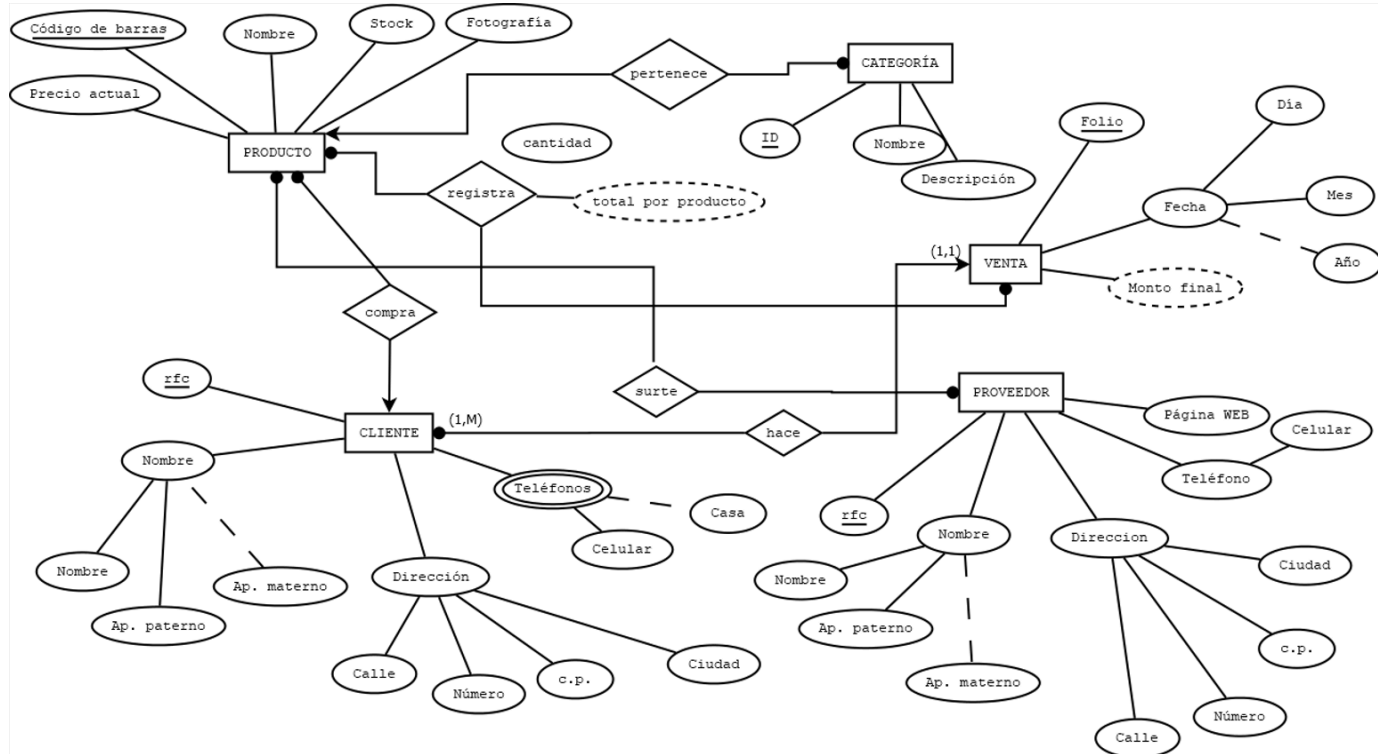 Código de barras
Nombre
Stock
Fotografía
Precio actual
PRODUCTO
pertenece
CATEGORÍA
ID
Nombre
Descripción
cantidad
registra
total por producto
Folio
Día
Fecha
Mes
Año
(1,1)
VENTA
Monto final
compra
surte
rfc
CLIENTE
(1,M)
hace
PROVEEDOR
Página WEB
Celular
Teléfono
Nombre
Teléfonos
Casa
Celular
Nombre
Ap. paterno
Ap. materno
Dirección
Calle
Número
c.p.
Ciudad
rfc
Nombre
Nombre
Ap. paterno
Ap. materno
Direccion
Ciudad
c.p.
Número
Calle